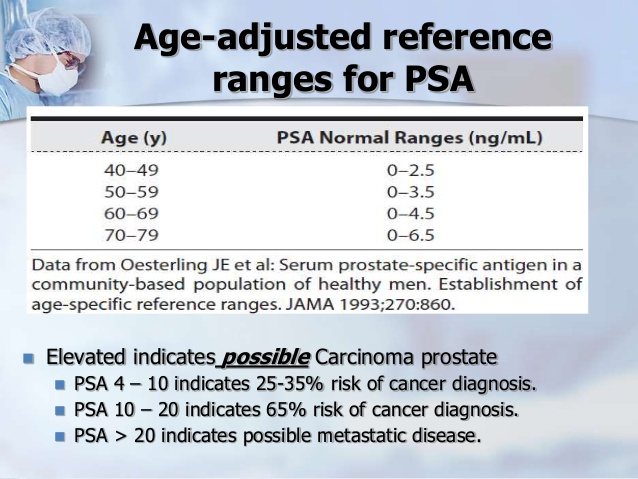 Age-adjusted reference
ranges for PSA
Age (y) PSA Normal Ranges (ng/mL)
40–49 0–2.5
50–59 0–3.5
60–69 0–4.5
70–79 0–6.5
Data from Oesterling JE et al: Serum prostate-specific antigen in a
community-based population of healthy men. Establishment of
age-specific reference ranges. JAMA 1993;270:860.
Elevated indicates possible Carcinoma prostate
PSA 4 – 10 indicates 25-35% risk of cancer diagnosis.
PSA 10 – 20 indicates 65% risk of cancer diagnosis.
PSA > 20 indicates possible metastatic disease.